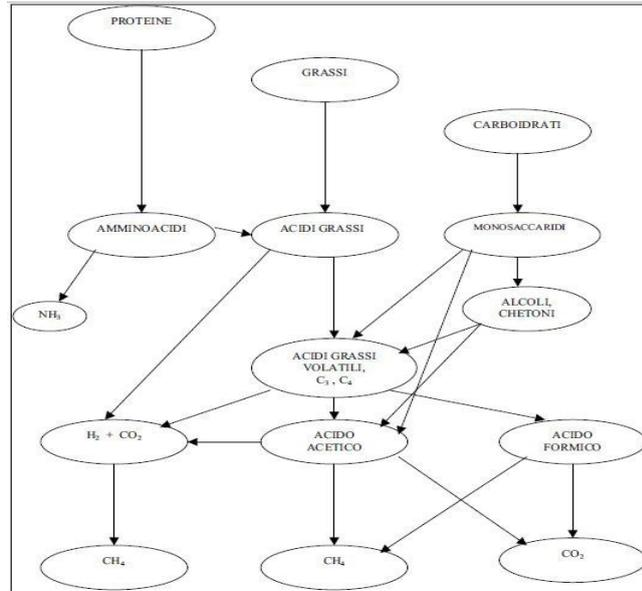 PROTEINE
GRASSI
CARBOIDRATI
AMMINOACIDI
ACIDI GRASSI
MONOSACCARIDI
NH₃
ALCOLI,
CHETONI
ACIDI GRASSI
VOLATILI,
C₃ , C₄
H₂ + CO₂
ACIDO
ACETICO
ACIDO
FORMICO
CH₄
CH₄
CO₂